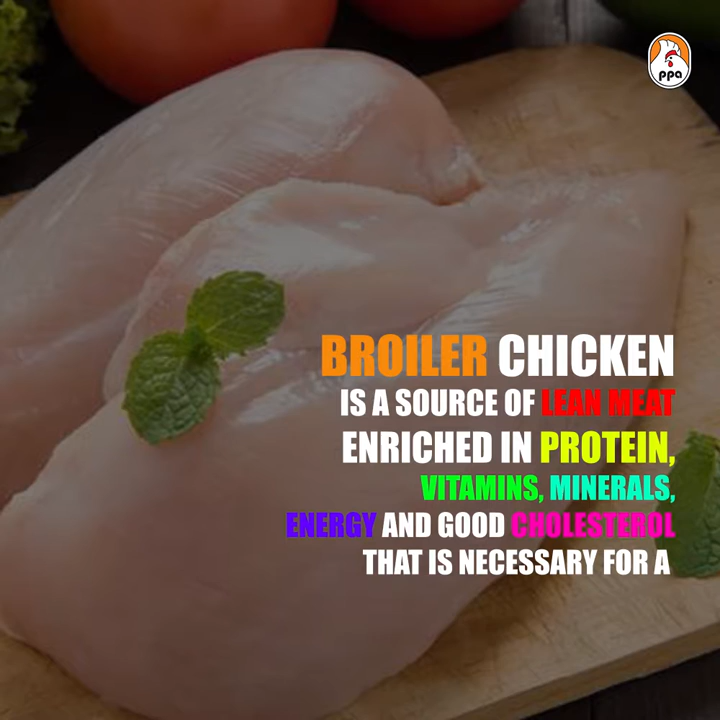 ppa
BROILER CHICKEN
IS A SOURCE OF LEAN MEAT
ENRICHED IN PROTEIN,
VITAMINS, MINERALS,
ENERGY AND GOOD CHOLESTEROL
THAT IS NECESSARY FOR A